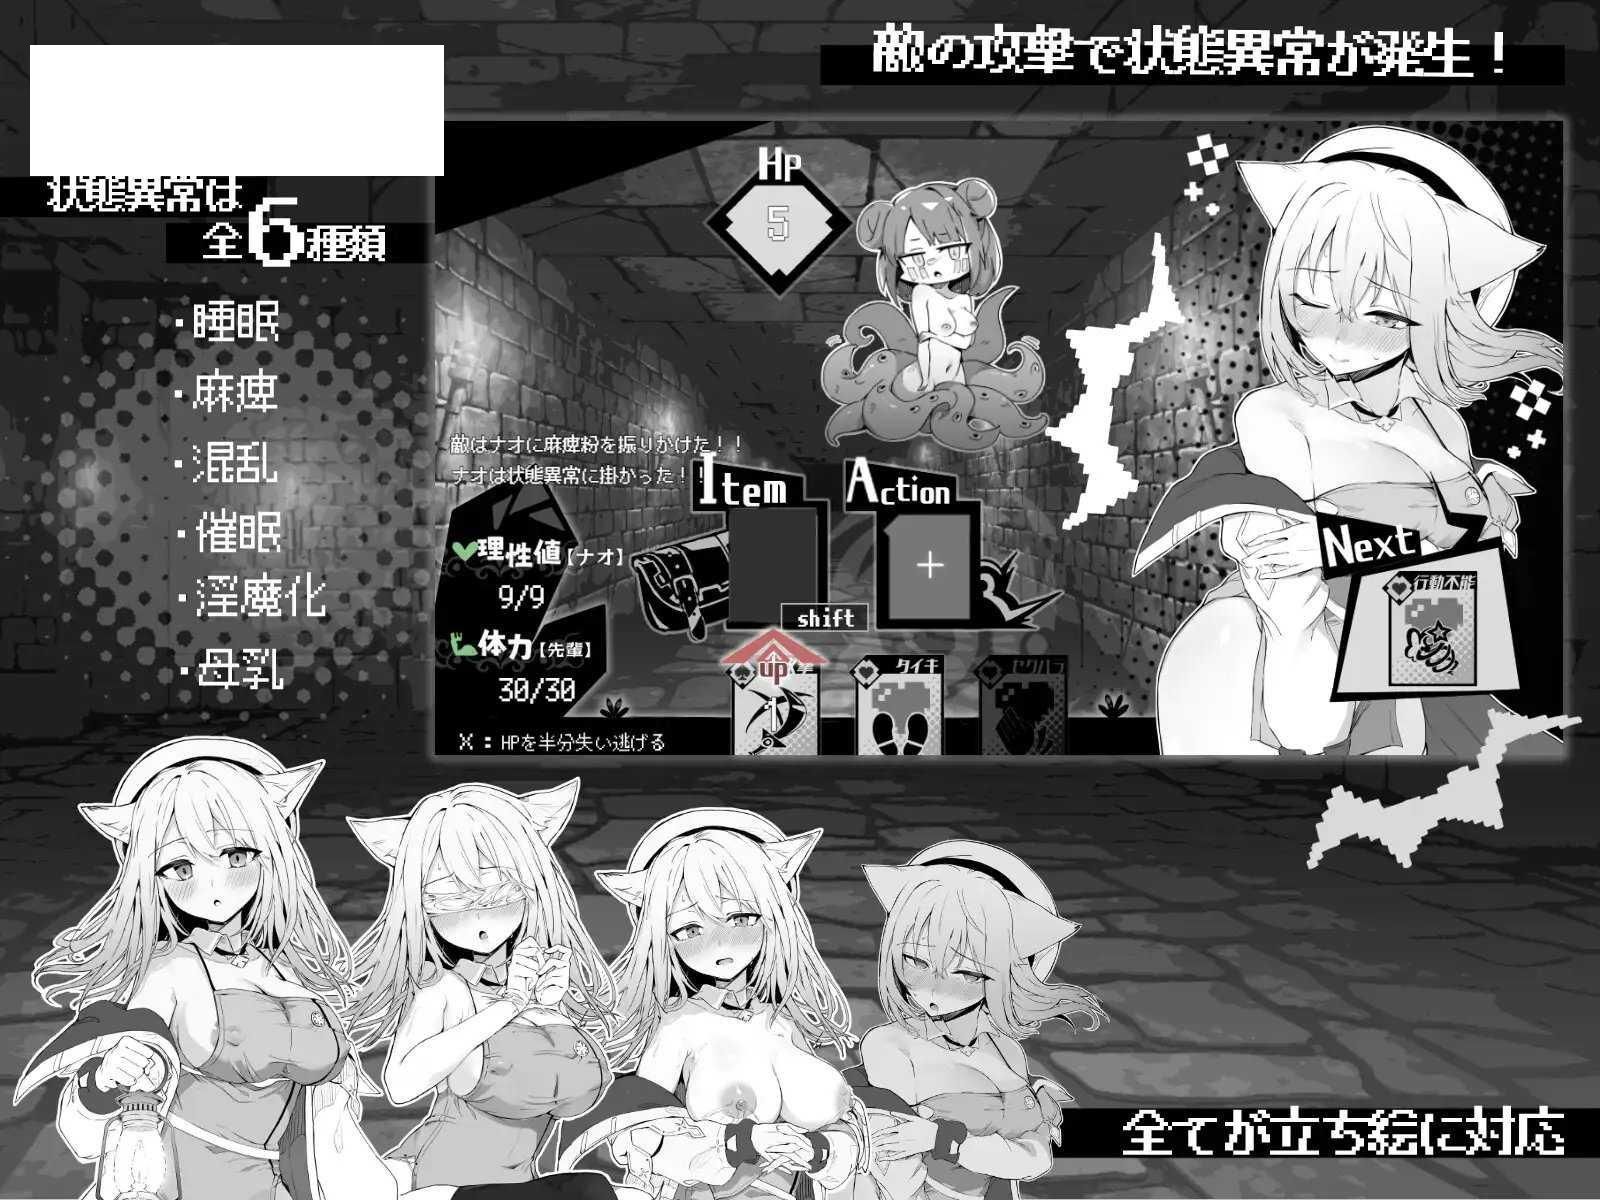 敵の攻撃で状態異常が発生！
状態異常は
全6種類
・睡眠
・麻痺
・混乱
・催眠
・淫魔化
・母乳
Hp
5
敵はナオに麻痺粉を振りかけた！！
ナオは状態異常に掛かった！！
Item
Action
+
shift
理性値【ナオ】
9/9
体力【先輩】
30/30
X：HPを半分失い逃げる
up
1
タイキ
セクハラ
Next
行動不能
全てが立ち絵に対応